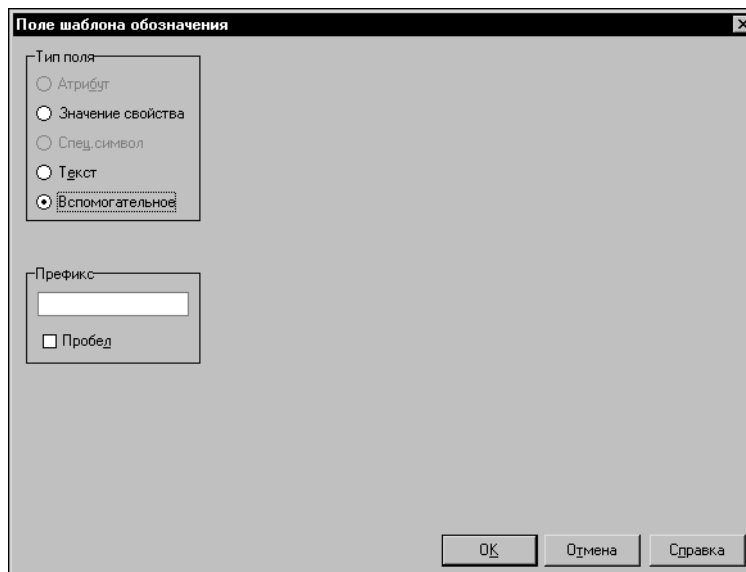 Поле шаблона обозначения
Тип поля
Атрибут
Значение свойства
Спец.символ
Текст
Вспомогательное
Префикс
Пробел
OK
Отмена
Справка